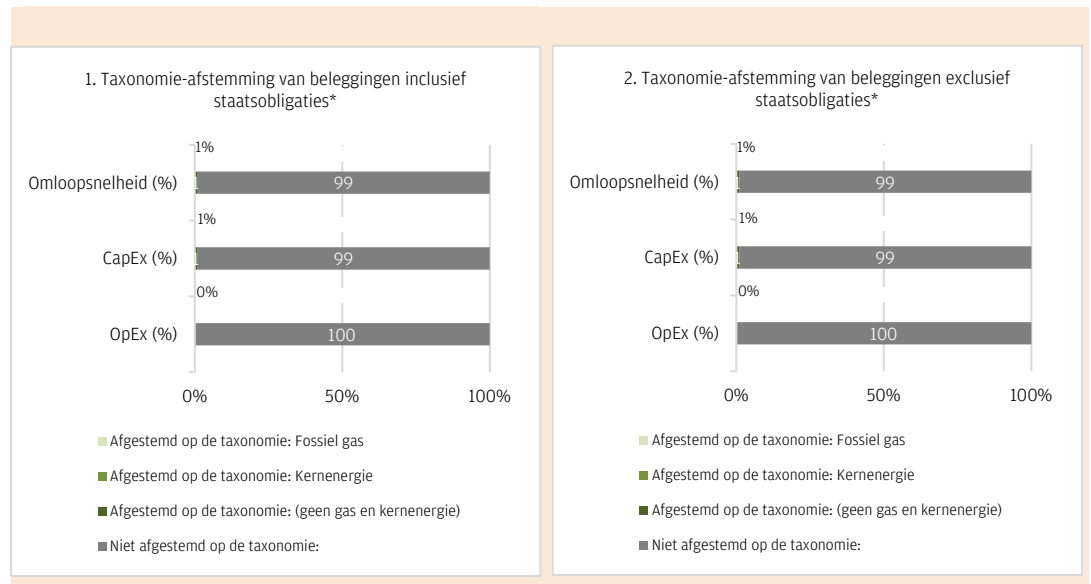 1. Taxonomie-afstemming van beleggingen inclusief
staatsobligaties*
1%
Omloopsnelheid (%)
1
99
1%
CapEx (%)
1
99
0%
OpEx (%)
100
0%
50%
100%
Afgestemd op de taxonomie: Fossiel gas
Afgestemd op de taxonomie: Kernenergie
Afgestemd op de taxonomie: (geen gas en kernenergie)
Niet afgestemd op de taxonomie:
2. Taxonomie-afstemming van beleggingen exclusief
staatsobligaties*
1%
Omloopsnelheid (%)
1
99
1%
CapEx (%)
1
99
0%
OpEx (%)
100
0%
50%
100%
Afgestemd op de taxonomie: Fossiel gas
Afgestemd op de taxonomie: Kernenergie
Afgestemd op de taxonomie: (geen gas en kernenergie)
Niet afgestemd op de taxonomie: